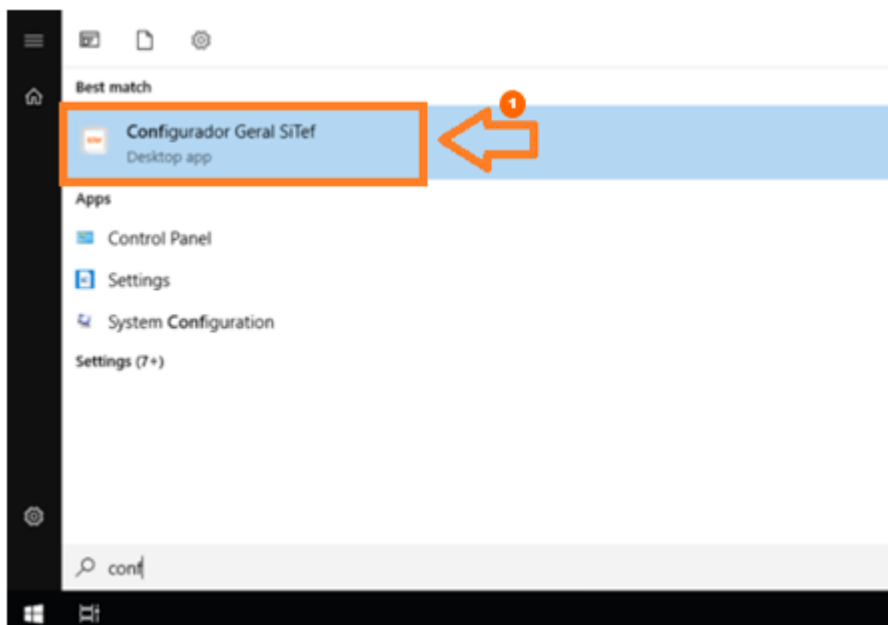 Best match
1
Configurador Geral SiTef
Desktop app
Apps
Control Panel
Settings
System Configuration
Settings (7+)
conf